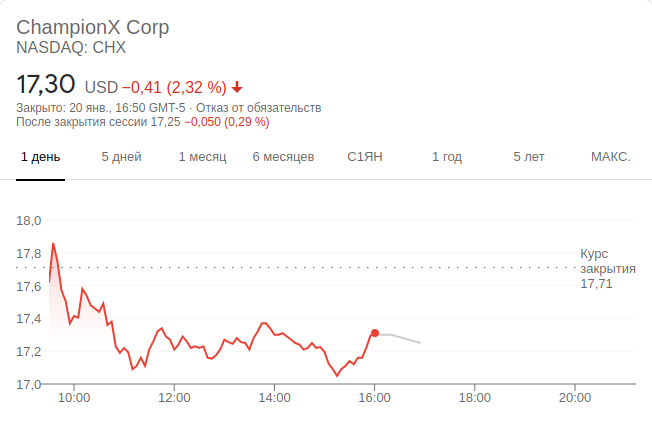 ChampionX Corp
NASDAQ: CHX
17,30 USD −0,41 (2,32 %)
Закрыто: 20 янв., 16:50 GMT-5 · Отказ от обязательств
После закрытия сессии 17,25 −0,050 (0,29 %)
1 день 5 дней 1 месяц 6 месяцев С1ЯН 1 год 5 лет МАКС.
18,0
17,8
Курс
закрытия
17,71
17,6
17,4
17,2
17,0
10:00 12:00 14:00 16:00 18:00 20:00